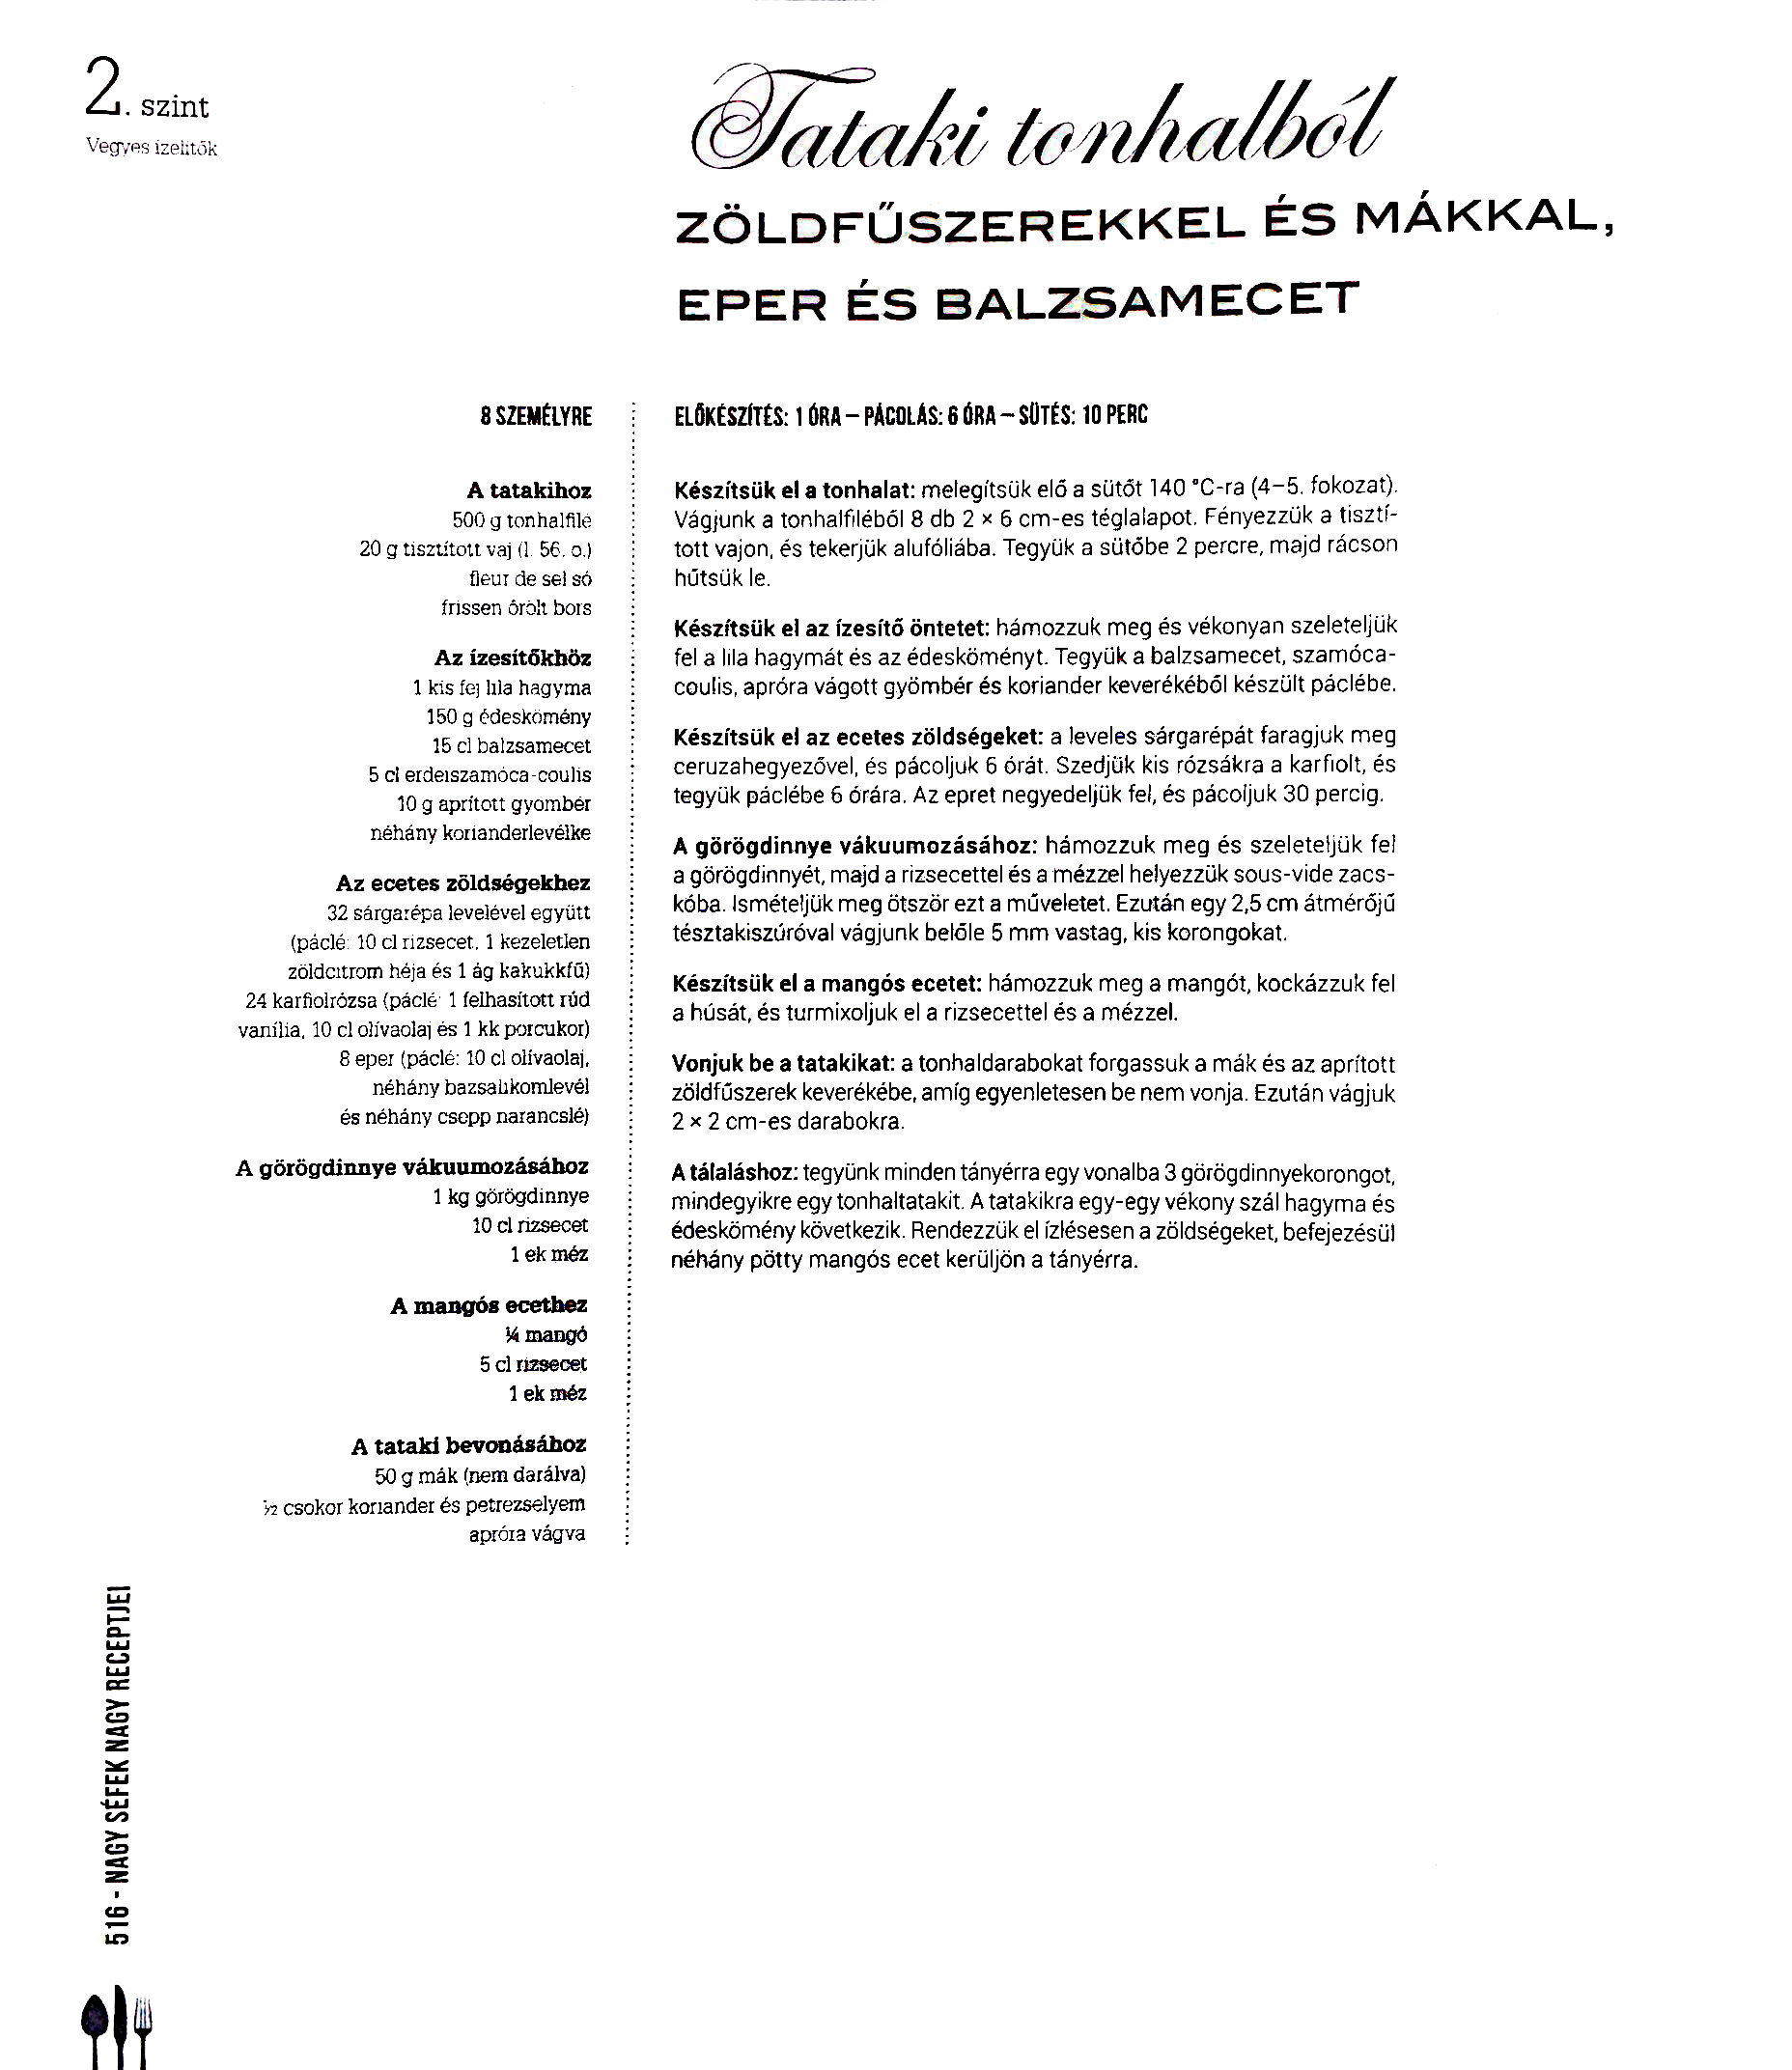 2. szint
Vegyes ízelítők
Tataki tonhalból
ZÖLDFŰSZEREKKEL ÉS MÁKKAL,
EPER ÉS BALZSAMECET
8 SZEMÉLYRE
A tatakihoz
500 g tonhalfilé
20 g tisztított vaj (l. 56. o.)
fleur de sel só
frissen őrölt bors
Az ízesítőkhöz
1 kis fej lila hagyma
150 g édeskömény
15 cl balzsamecet
5 cl erdeiszamóca-coulis
10 g aprított gyömbér
néhány korianderlevélke
Az ecetes zöldségekhez
32 sárgarépa levelével együtt
(páclé: 10 cl rizsecet, 1 kezeletlen
zöldcitrom héja és 1 ág kakukkfű)
24 karfiolrózsa (páclé: 1 felhasított rúd
vanília, 10 cl olívaolaj és 1 kk porcukor)
8 eper (páclé: 10 cl olívaolaj,
néhány bazsalikomlevél
és néhány csepp narancslé)
A görögdinnye vákuumozásához
1 kg görögdinnye
10 cl rizsecet
1 ek méz
A mangós ecethez
¼ mangó
5 cl rizsecet
1 ek méz
A tataki bevonásához
50 g mák (nem darálva)
½ csokor koriander és petrezselyem
apróra vágva
ELŐKÉSZÍTÉS: 1 ÓRA – PÁCOLÁS: 6 ÓRA – SÜTÉS: 10 PERC
Készítsük el a tonhalat: melegítsük elő a sütőt 140 °C-ra (4–5. fokozat).
Vágjunk a tonhalfiléből 8 db 2 × 6 cm-es téglalapot. Fényezzük a tisztí-
tott vajon, és tekerjük alufóliába. Tegyük a sütőbe 2 percre, majd rácson
hűtsük le.
Készítsük el az ízesítő öntetet: hámozzuk meg és vékonyan szeleteljük
fel a lila hagymát és az édesköményt. Tegyük a balzsamecet, szamóca-
coulis, apróra vágott gyömbér és koriander keverékéből készült páclébe.
Készítsük el az ecetes zöldségeket: a leveles sárgarépát faragjuk meg
ceruzahegyezővel, és pácoljuk 6 órát. Szedjük kis rózsákra a karfiolt, és
tegyük páclébe 6 órára. Az epret negyedeljük fel, és pácoljuk 30 percig.
A görögdinnye vákuumozásához: hámozzuk meg és szeleteljük fel
a görögdinnyét, majd a rizsecettel és a mézzel helyezzük sous-vide zacs-
kóba. Ismételjük meg ötször ezt a műveletet. Ezután egy 2,5 cm átmérőjű
tésztakiszúróval vágjunk belőle 5 mm vastag, kis korongokat.
Készítsük el a mangós ecetet: hámozzuk meg a mangót, kockázzuk fel
a húsát, és turmixoljuk el a rizsecettel és a mézzel.
Vonjuk be a tatakikat: a tonhaldarabokat forgassuk a mák és az aprított
zöldfűszerek keverékébe, amíg egyenletesen be nem vonja. Ezután vágjuk
2 × 2 cm-es darabokra.
A tálaláshoz: tegyünk minden tányérra egy vonalba 3 görögdinnyekorongot,
mindegyikre egy tonhaltatakit. A tatakikra egy-egy vékony szál hagyma és
édeskömény következik. Rendezzük el ízlésesen a zöldségeket, befejezésül
néhány pötty mangós ecet kerüljön a tányérra.
516 - NAGY SÉFEK NAGY RECEPTJEI